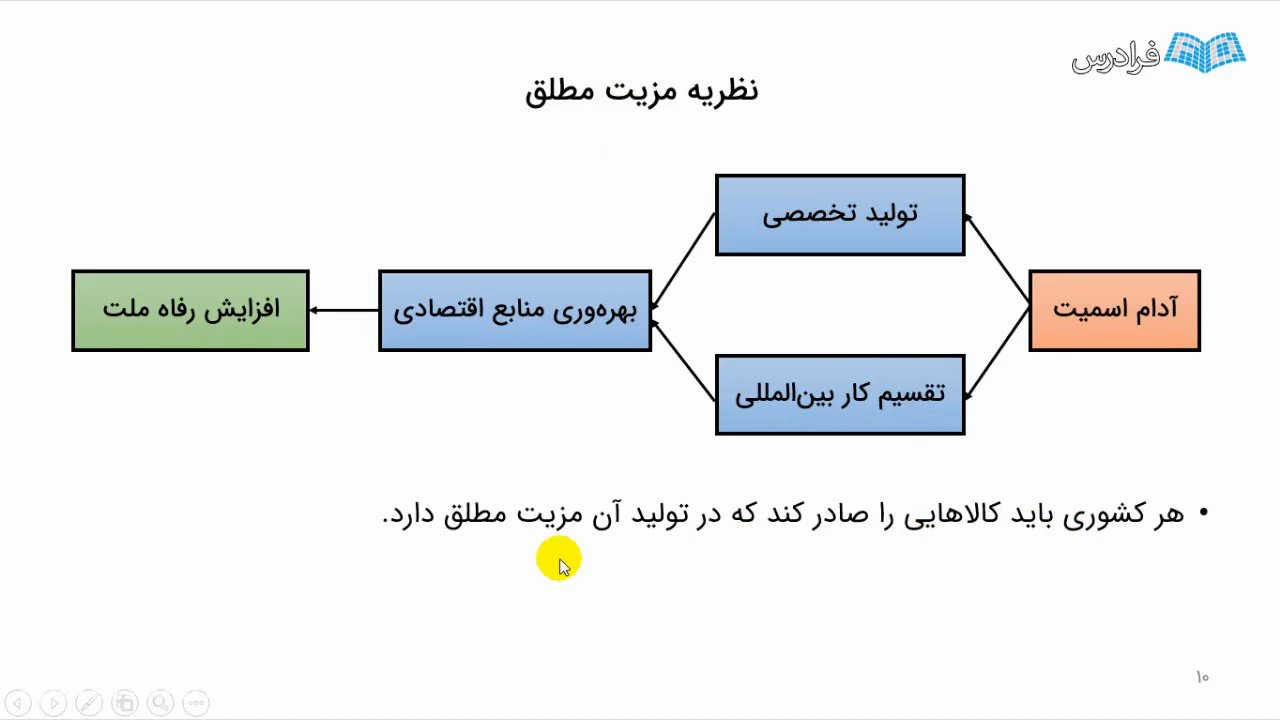 فرادرس
نظریه مزیت مطلق
تولید تخصصی
آدام اسمیت
بهره‌وری منابع اقتصادی
افزایش رفاه ملت
تقسیم کار بین‌المللی
• هر کشوری باید کالاهایی را صادر کند که در تولید آن مزیت مطلق دارد.
۱۰